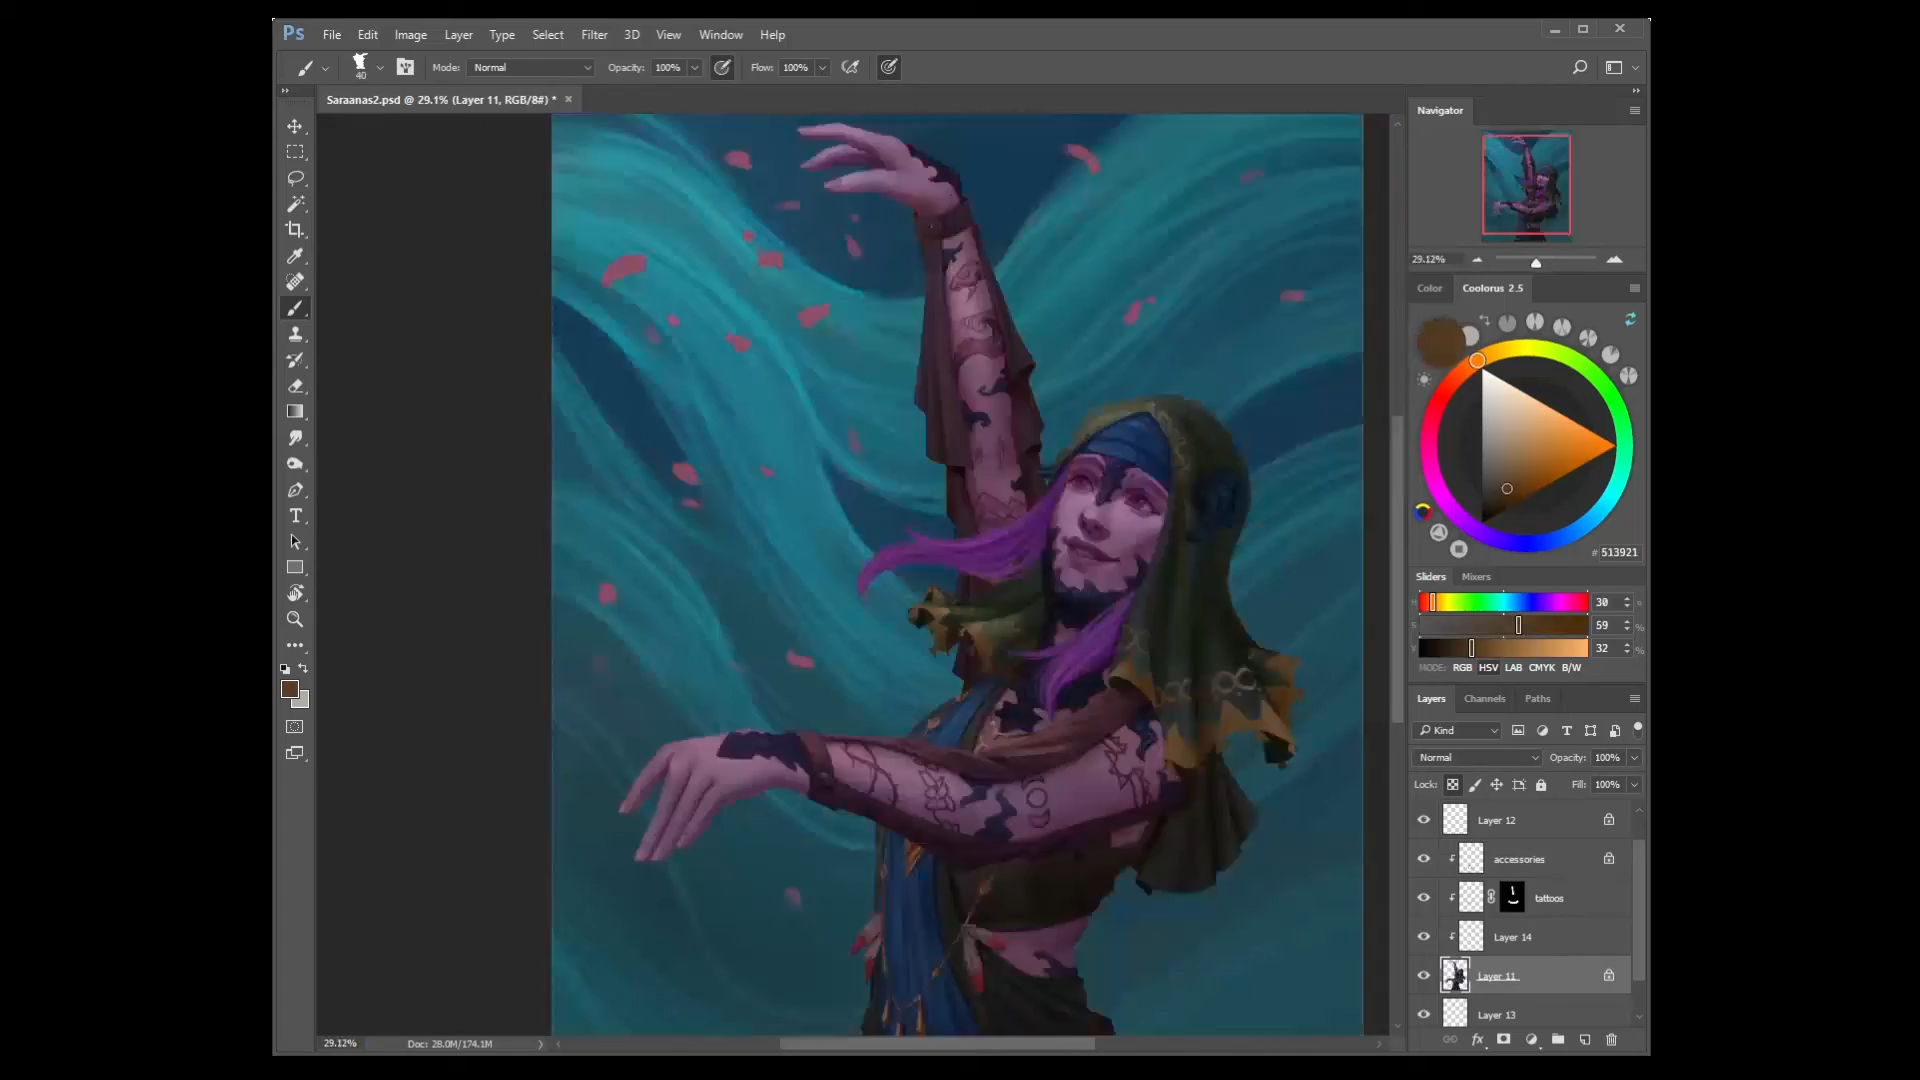 Ps File Edit Image Layer Type Select Filter 3D View Window Help
40 Mode: Normal Opacity: 100% Flow: 100%
Saraanas2.psd @ 29.1% (Layer 11, RGB/8#) *
Navigator
29.12%
Color Coolorus 2.5
# 513921
Sliders Mixers
H 30 °
S 59 %
V 32 %
MODE: RGB HSV LAB CMYK B/W
Layers Channels Paths
Kind
Normal Opacity: 100%
Lock: Fill: 100%
Layer 12
accessories
tattoos
Layer 14
Layer 11
Layer 13
29.12% Doc: 28.0M/174.1M